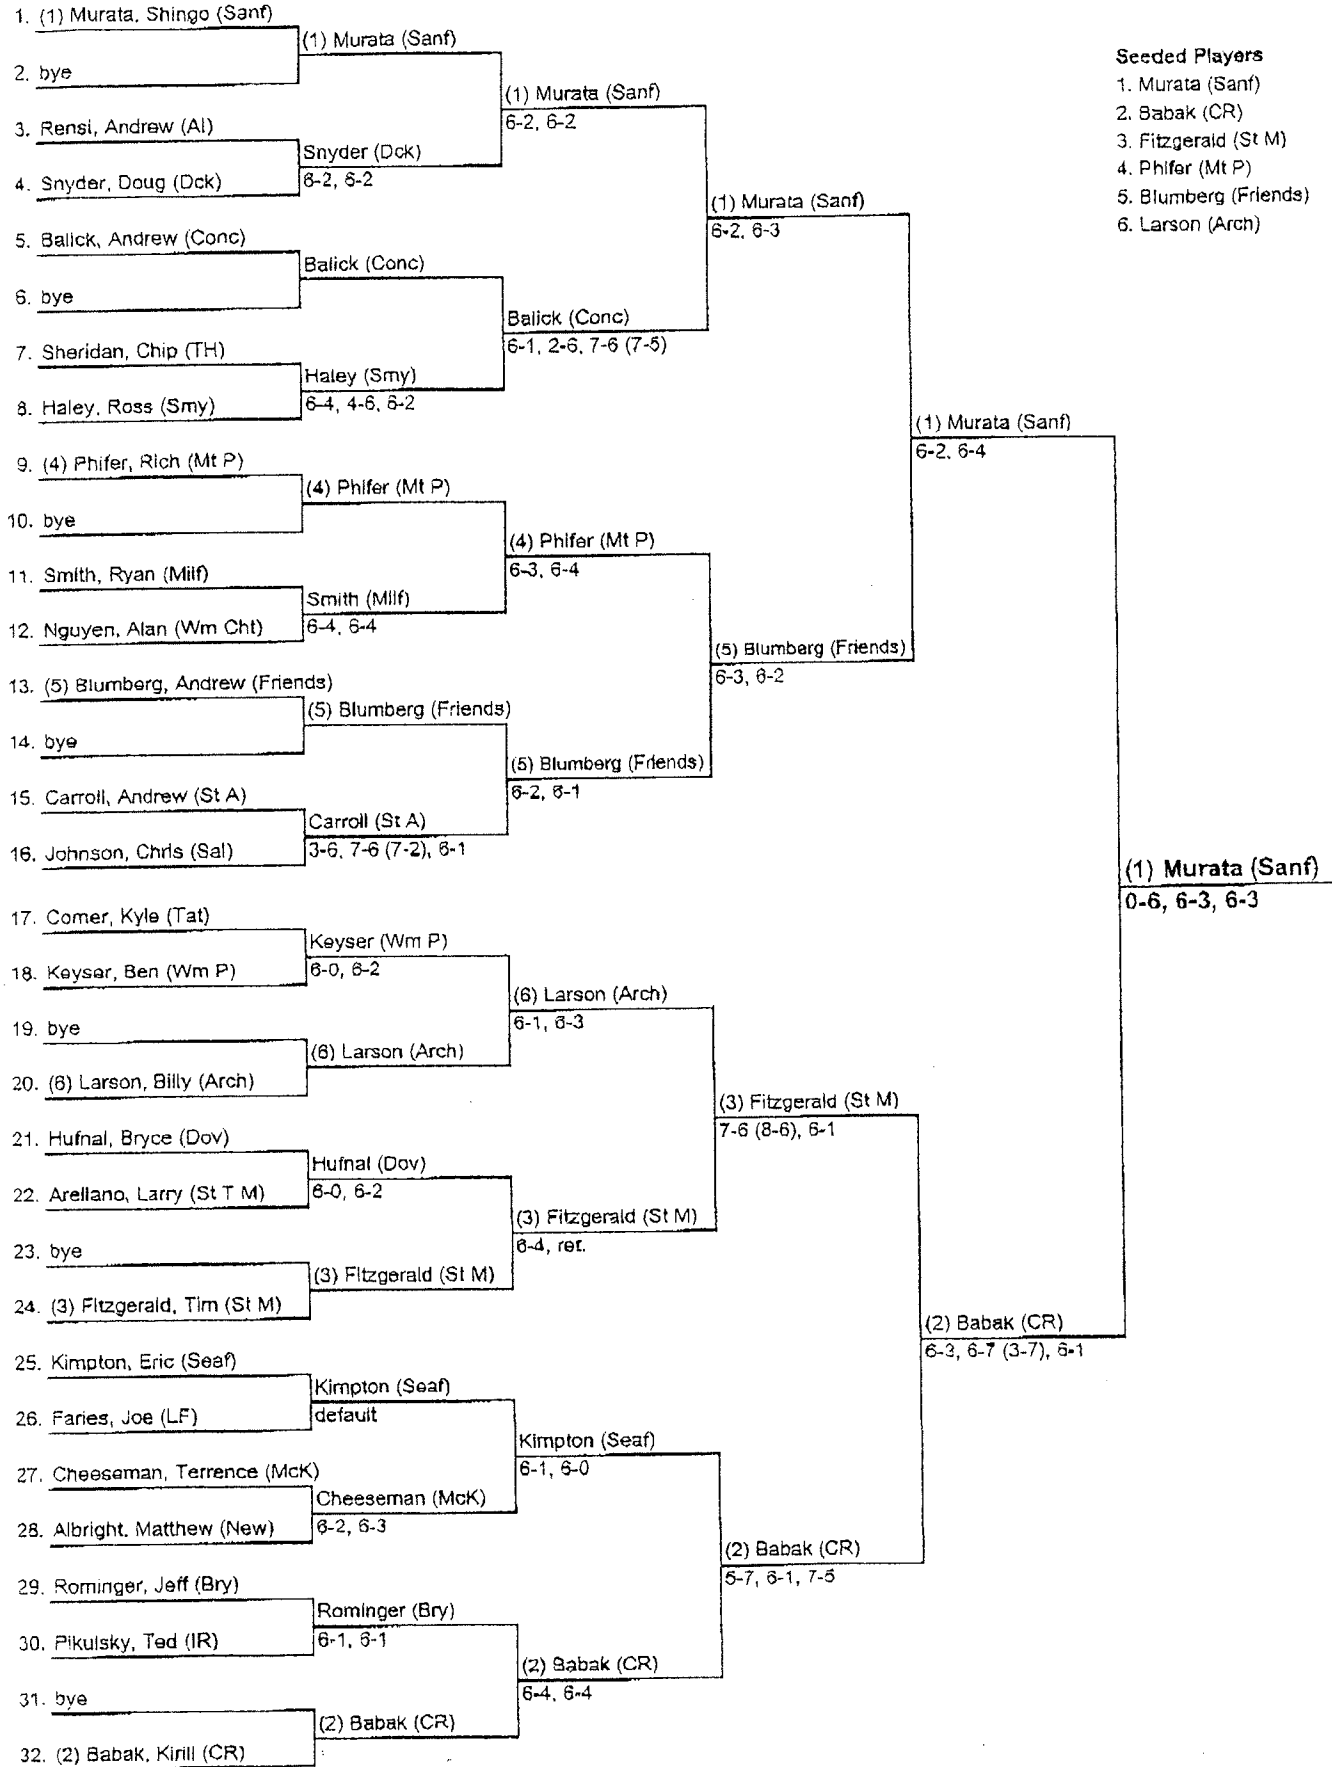 1. (1) Murata, Shingo (Sanf)
(1) Murata (Sanf)
2. bye
(1) Murata (Sanf)
6-2, 6-2
3. Rensi, Andrew (AI)
Snyder (Dck)
6-2, 6-2
4. Snyder, Doug (Dck)
(1) Murata (Sanf)
6-2, 6-3
5. Balick, Andrew (Conc)
Balick (Conc)
6. bye
Balick (Conc)
6-1, 2-6, 7-6 (7-5)
7. Sheridan, Chip (TH)
Haley (Smy)
6-4, 4-6, 6-2
8. Haley, Ross (Smy)
(1) Murata (Sanf)
6-2, 6-4
9. (4) Phifer, Rich (Mt P)
(4) Phifer (Mt P)
10. bye
(4) Phifer (Mt P)
6-3, 6-4
11. Smith, Ryan (Milf)
Smith (Milf)
6-4, 6-4
12. Nguyen, Alan (Wm Cht)
(5) Blumberg (Friends)
6-3, 6-2
13. (5) Blumberg, Andrew (Friends)
(5) Blumberg (Friends)
14. bye
(5) Blumberg (Friends)
6-2, 6-1
15. Carroll, Andrew (St A)
Carroll (St A)
3-6, 7-6 (7-2), 6-1
16. Johnson, Chris (Sal)
(1) Murata (Sanf)
0-6, 6-3, 6-3
17. Comer, Kyle (Tat)
Keyser (Wm P)
6-0, 6-2
18. Keyser, Ben (Wm P)
(6) Larson (Arch)
6-1, 6-3
19. bye
(6) Larson (Arch)
20. (6) Larson, Billy (Arch)
(3) Fitzgerald (St M)
7-6 (8-6), 6-1
21. Hufnal, Bryce (Dov)
Hufnal (Dov)
6-0, 6-2
22. Arellano, Larry (St T M)
(3) Fitzgerald (St M)
6-4, ret.
23. bye
(3) Fitzgerald (St M)
24. (3) Fitzgerald, Tim (St M)
(2) Babak (CR)
6-3, 6-7 (3-7), 6-1
25. Kimpton, Eric (Seaf)
Kimpton (Seaf)
default
26. Faries, Joe (LF)
Kimpton (Seaf)
6-1, 6-0
27. Cheeseman, Terrence (McK)
Cheeseman (McK)
6-2, 6-3
28. Albright, Matthew (New)
(2) Babak (CR)
5-7, 6-1, 7-5
29. Rominger, Jeff (Bry)
Rominger (Bry)
6-1, 6-1
30. Pikulsky, Ted (IR)
(2) Babak (CR)
6-4, 6-4
31. bye
(2) Babak (CR)
32. (2) Babak, Kirill (CR)
Seeded Players
1. Murata (Sanf)
2. Babak (CR)
3. Fitzgerald (St M)
4. Phifer (Mt P)
5. Blumberg (Friends)
6. Larson (Arch)